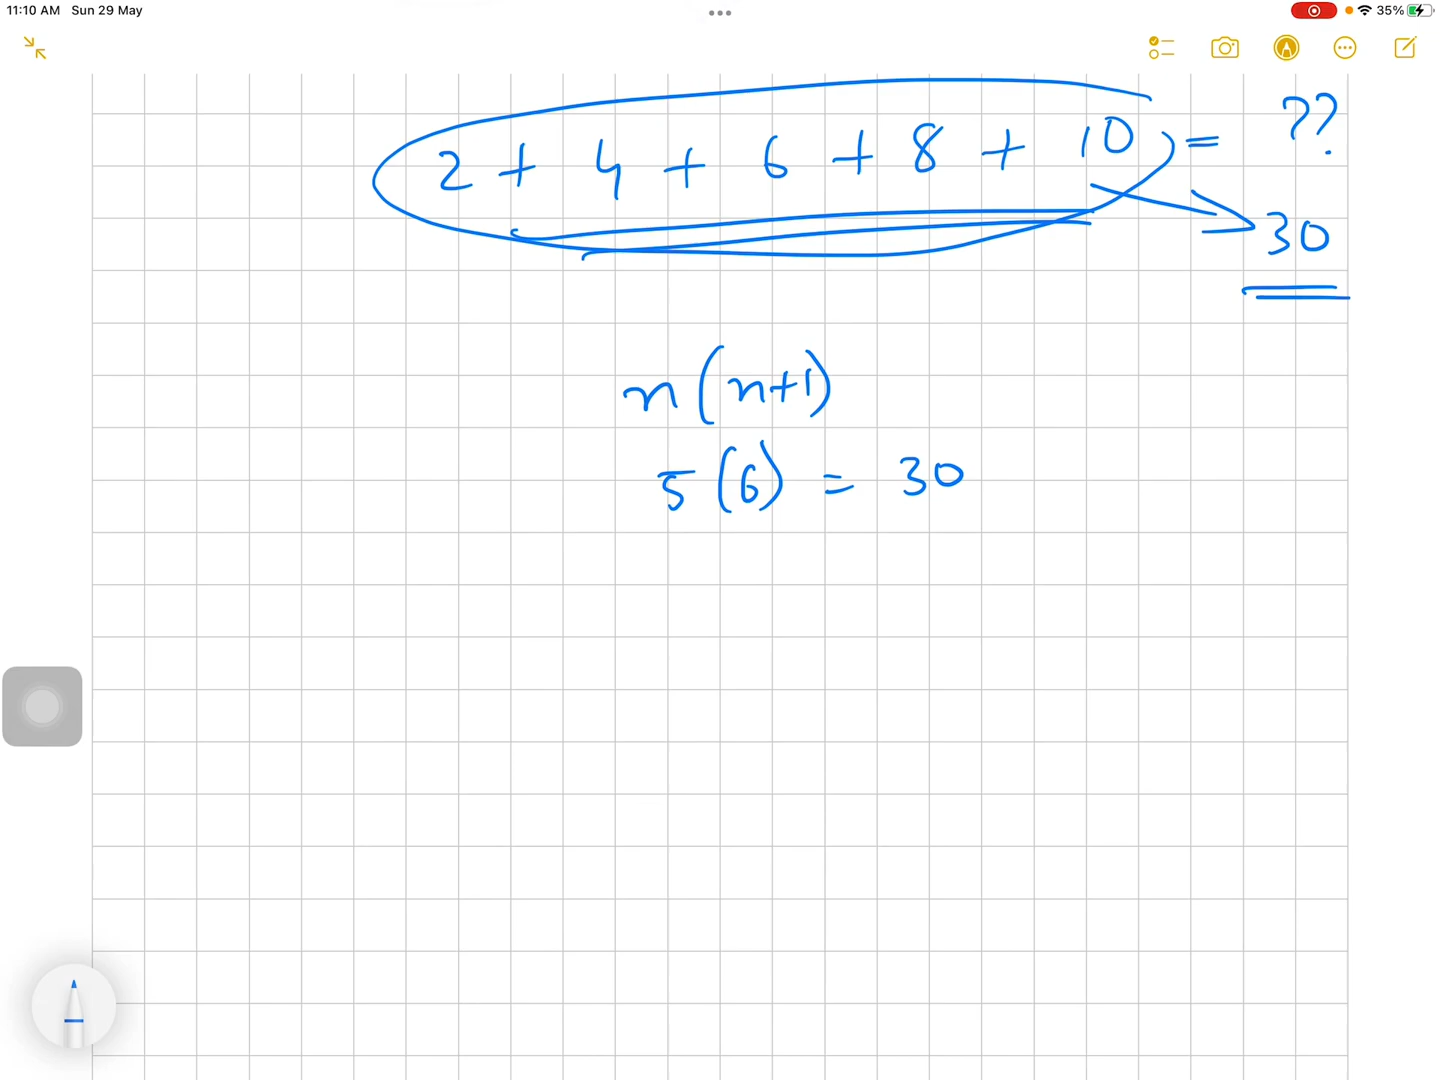 11:10 AM Sun 29 May
35%
2 + 4 + 6 + 8 + 10 = ??
30
n(n+1)
5(6) = 30